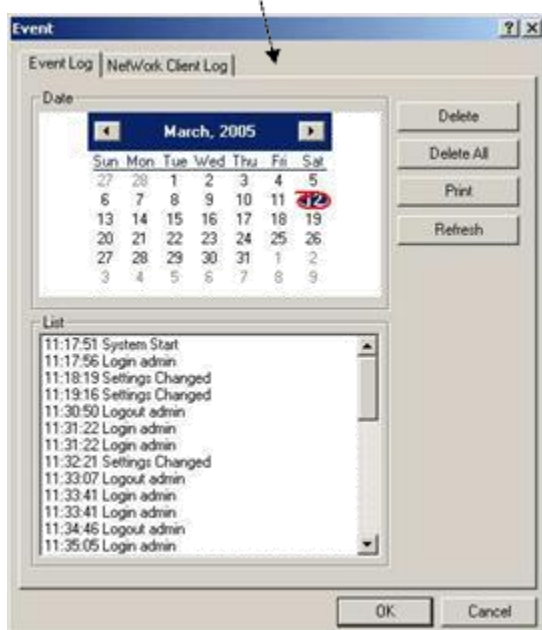 Event
Event Log NetWork Client Log
Date
March, 2005
Sun Mon Tue Wed Thu Fri Sat
27 28 1 2 3 4 5
6 7 8 9 10 11 12
13 14 15 16 17 18 19
20 21 22 23 24 25 26
27 28 29 30 31 1 2
3 4 5 6 7 8 9
Delete
Delete All
Print
Refresh
List
11:17:51 System Start
11:17:56 Login admin
11:18:19 Settings Changed
11:19:16 Settings Changed
11:30:50 Logout admin
11:31:22 Login admin
11:31:22 Login admin
11:32:21 Settings Changed
11:33:07 Logout admin
11:33:41 Login admin
11:33:41 Login admin
11:34:46 Logout admin
11:35:05 Login admin
OK Cancel